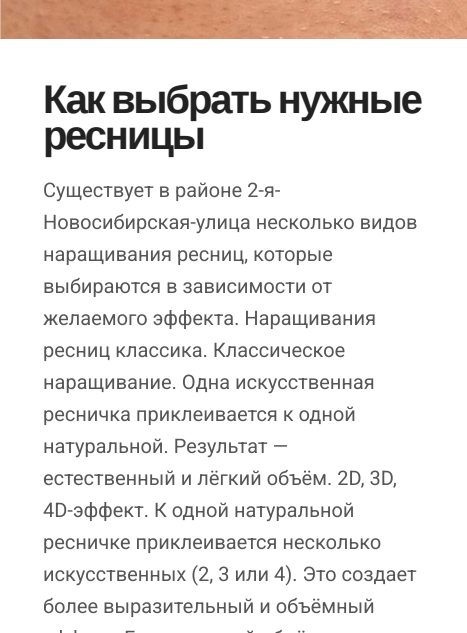 Как выбрать нужные
ресницы
Существует в районе 2-я-
Новосибирская-улица несколько видов
наращивания ресниц, которые
выбираются в зависимости от
желаемого эффекта. Наращивания
ресниц классика. Классическое
наращивание. Одна искусственная
ресничка приклеивается к одной
натуральной. Результат —
естественный и лёгкий объём. 2D, 3D,
4D-эффект. К одной натуральной
ресничке приклеивается несколько
искусственных (2, 3 или 4). Это создает
более выразительный и объёмный